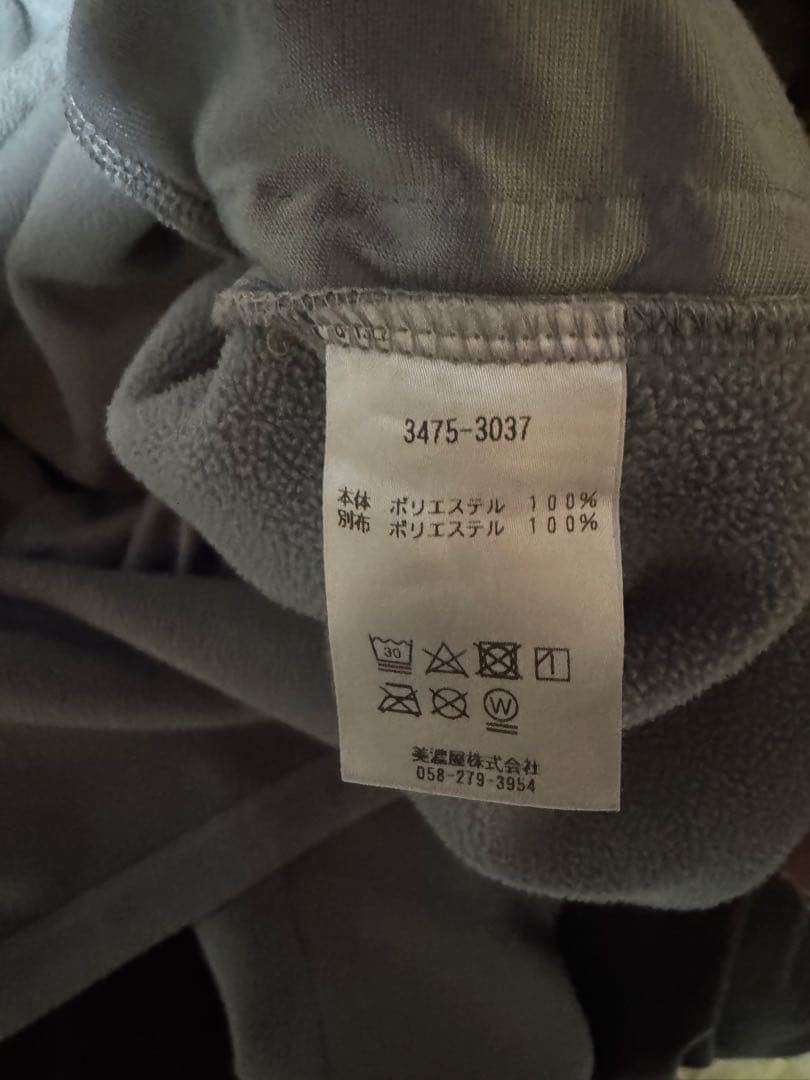 3475-3037
本体 ポリエステル 100%
別布 ポリエステル 100%
30
W
美濃屋株式会社
058-279-3954